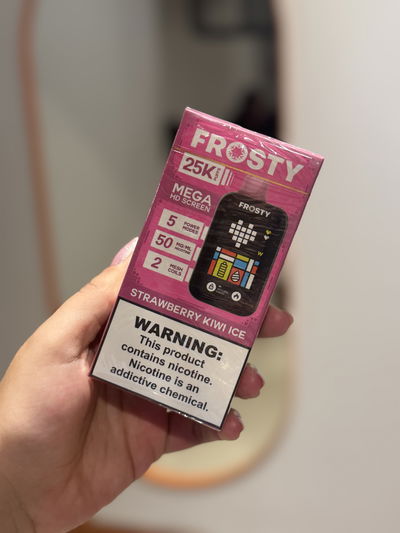 FROSTY
25K PUFFS
MEGA
HD SCREEN
5 POWER MODES
50 MG/ML NICOTINE
2 MESH COILS
FROSTY
STRAWBERRY KIWI ICE
WARNING:
This product
contains nicotine.
Nicotine is an
addictive chemical.